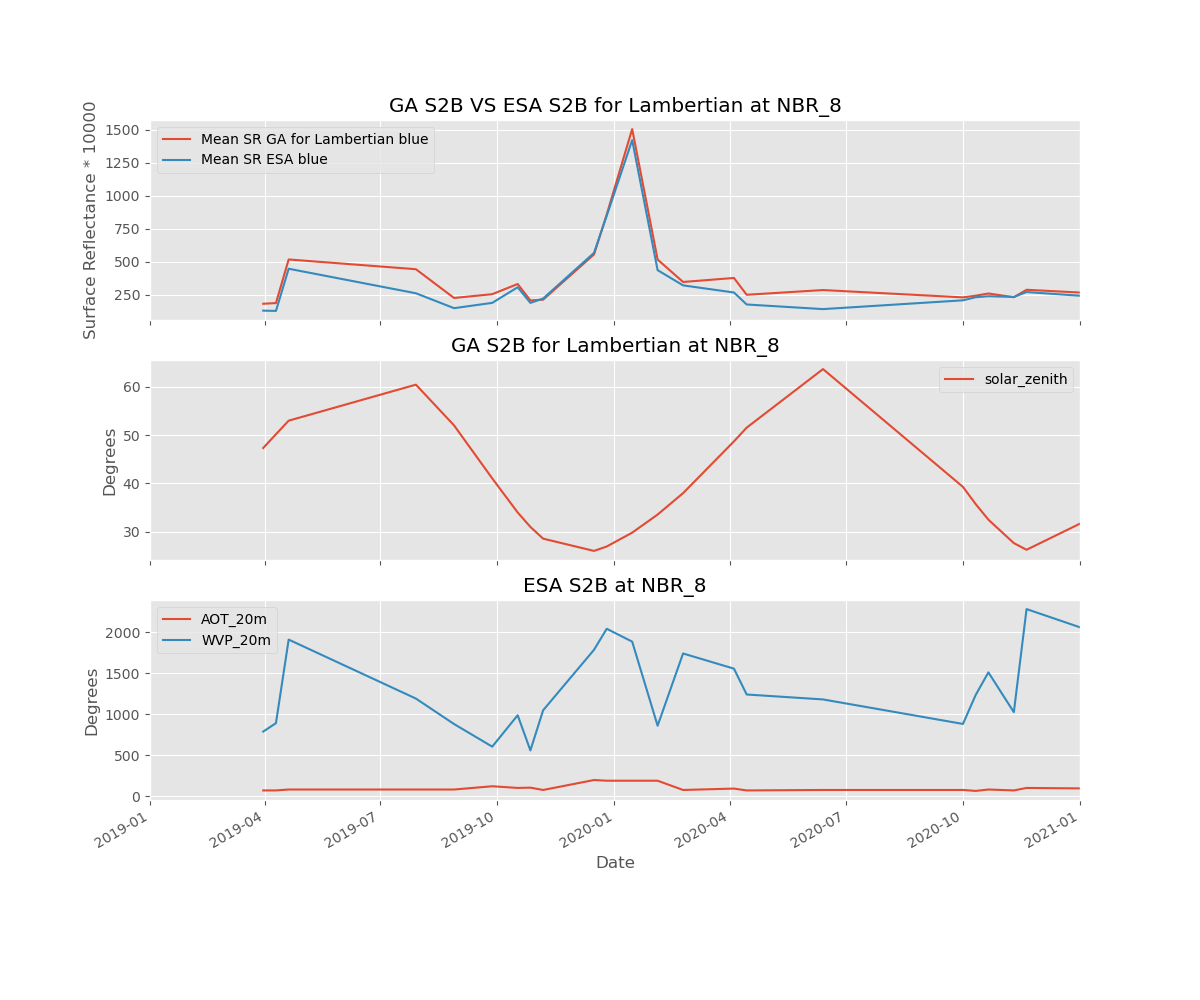 GA S2B VS ESA S2B for Lambertian at NBR_8
Surface Reflectance * 10000
1500
1250
1000
750
500
250
Mean SR GA for Lambertian blue
Mean SR ESA blue
GA S2B for Lambertian at NBR_8
Degrees
60
50
40
30
solar_zenith
ESA S2B at NBR_8
Degrees
2000
1500
1000
500
0
AOT_20m
WVP_20m
2019-01
2019-04
2019-07
2019-10
2020-01
2020-04
2020-07
2020-10
2021-01
Date